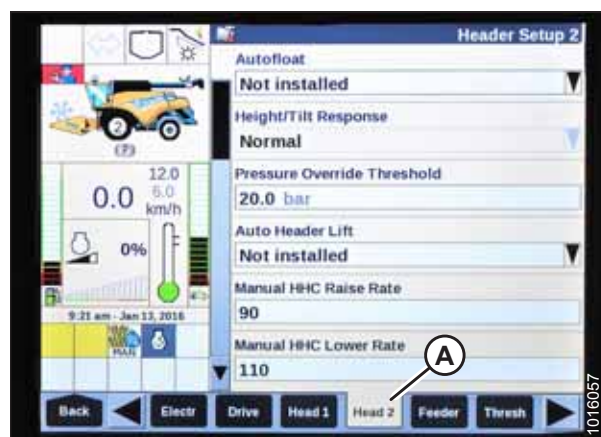 Header Setup 2
Autofloat
Not installed
Height/Tilt Response
Normal
Pressure Override Threshold
20.0 bar
Auto Header Lift
Not installed
Manual HHC Raise Rate
90
Manual HHC Lower Rate
110
2
(?)
12.0
0.0 6.0
km/h
0%
9:21 am - Jan 13, 2016
MAN
A
Back Electr Drive Head 1 Head 2 Feeder Thresh
1016057